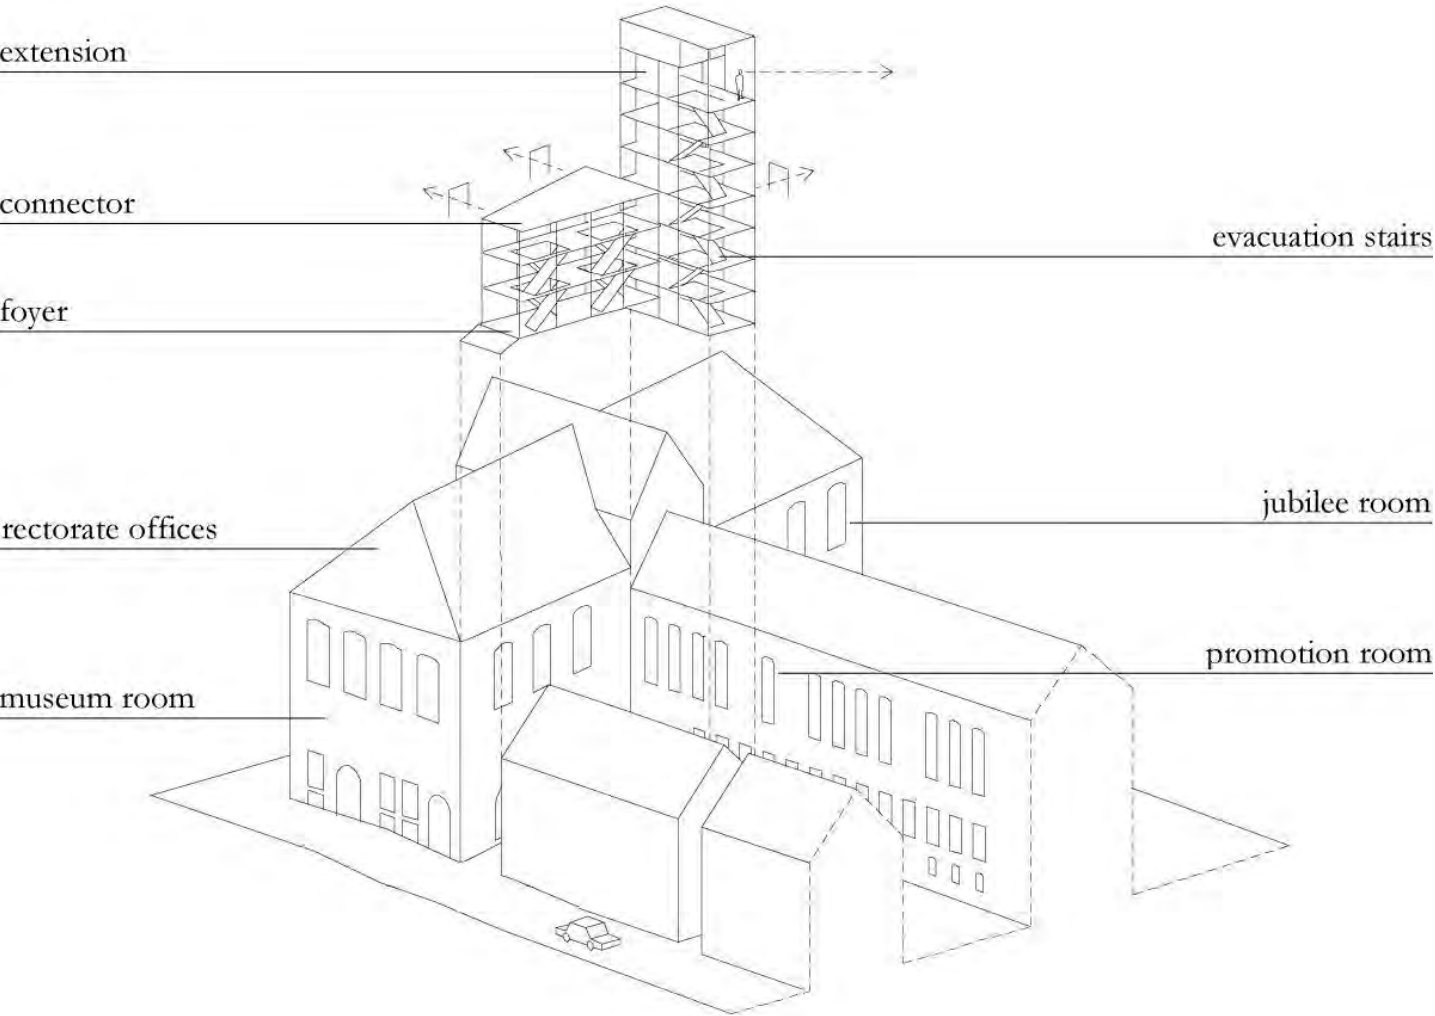 extension
connector
evacuation stairs
foyer
jubilee room
rectorate offices
promotion room
museum room